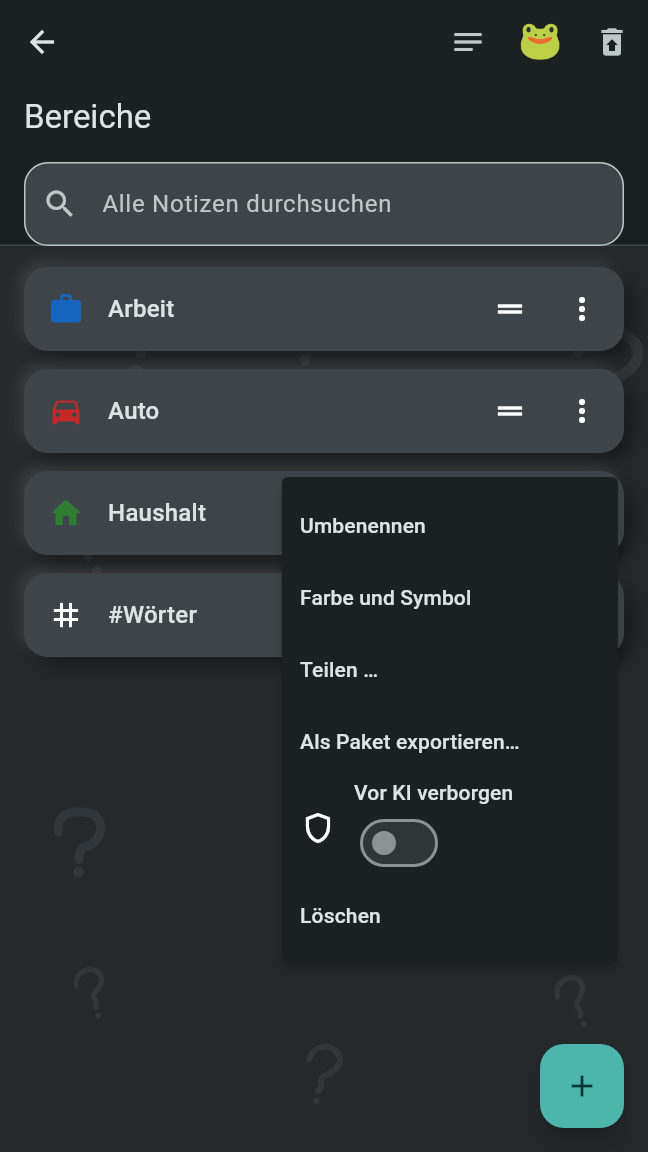 Bereiche
Alle Notizen durchsuchen
Arbeit
Auto
Haushalt
#Wörter
Umbenennen
Farbe und Symbol
Teilen …
Als Paket exportieren…
Vor KI verborgen
Löschen